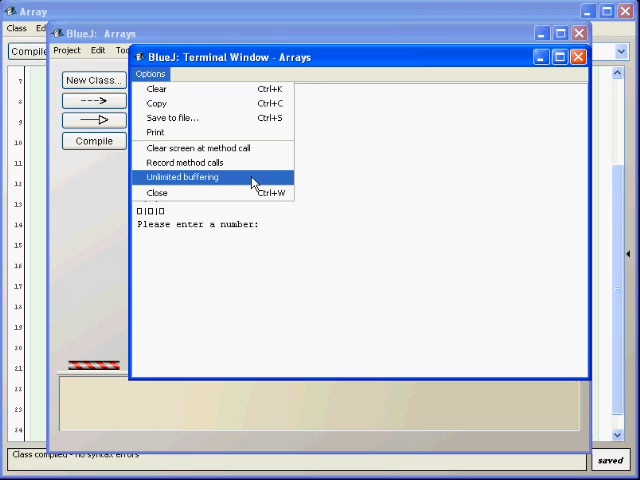 Array
Class Ed
Compile
BlueJ: Arrays
Project Edit Too
BlueJ: Terminal Window - Arrays
Options
New Class...
--->
Compile
Clear Ctrl+K
Copy Ctrl+C
Save to file... Ctrl+S
Print
Clear screen at method call
Record method calls
Unlimited buffering
Close Ctrl+W
Please enter a number:
7
8
9
10
11
12
13
14
15
16
17
18
19
20
21
22
23
24
Class compiled - no syntax errors
saved